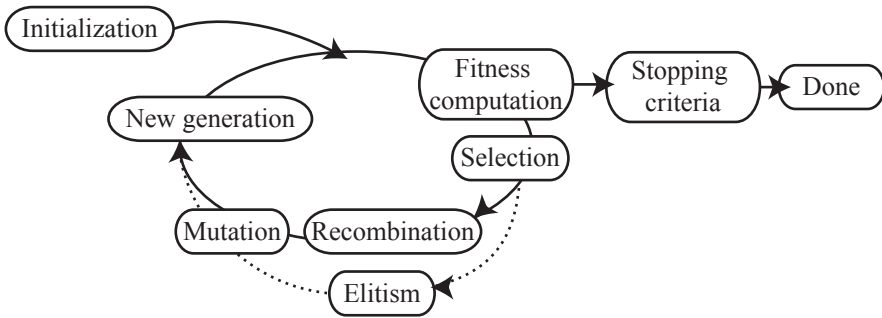 Initialization
Fitness
computation
Stopping
criteria
Done
New generation
Selection
Mutation
Recombination
Elitism